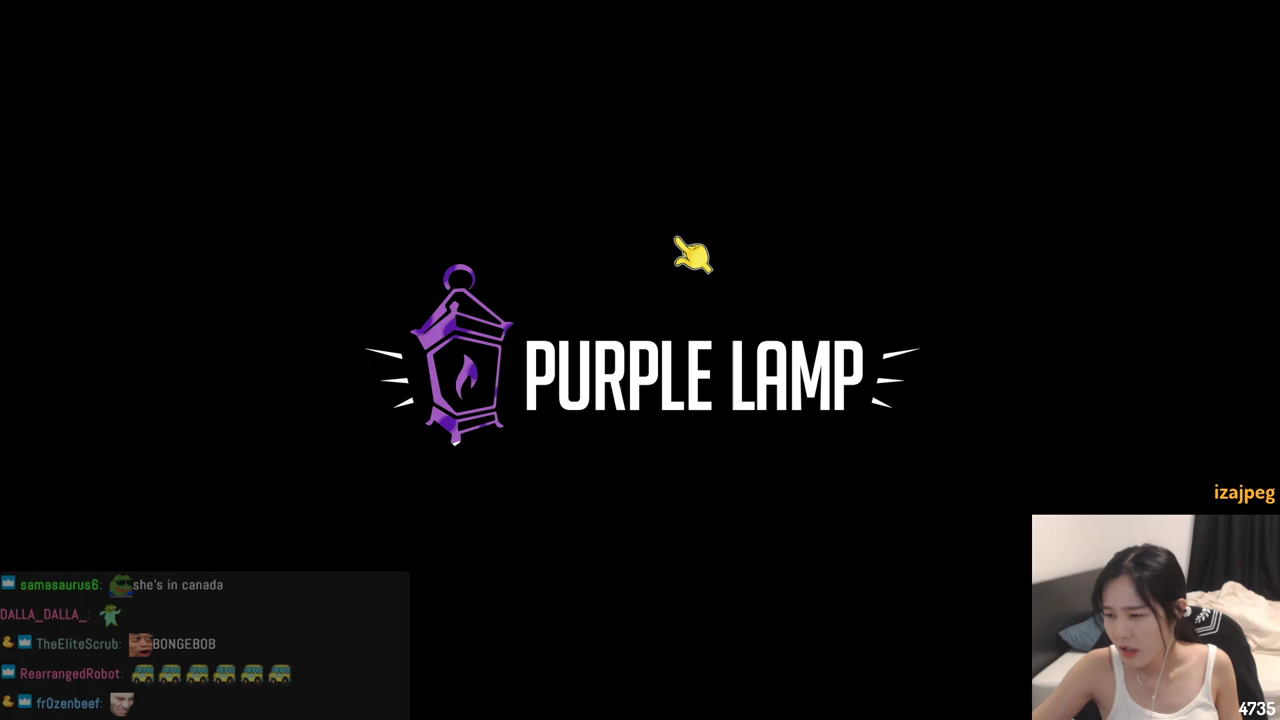 PURPLE LAMP
izajpeg
samasaurus6: she's in canada
DALLA_DALLA_:
TheEliteScrub: BONGEBOB
RearrangedRobot:
fr0zenbeef:
4735